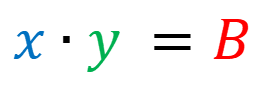 x · y = B